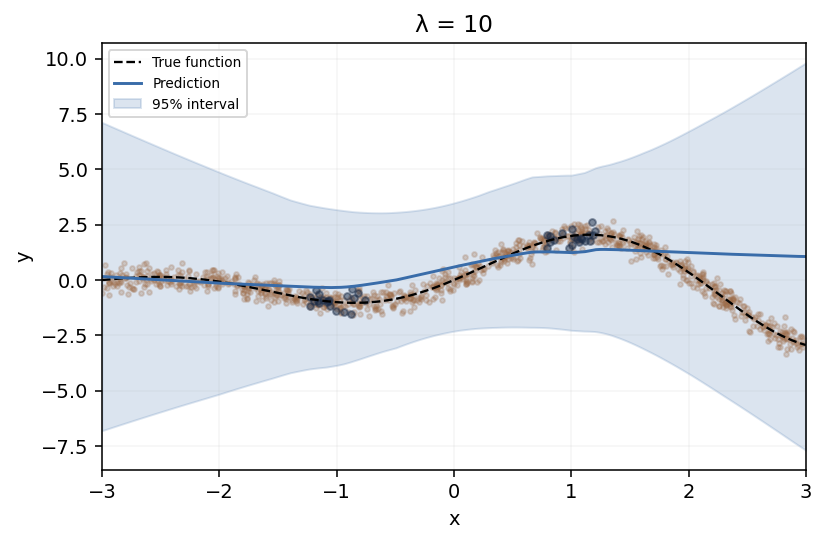 λ = 10
True function
Prediction
95% interval
10.0
7.5
5.0
2.5
0.0
−2.5
−5.0
−7.5
y
−3 −2 −1 0 1 2 3
x